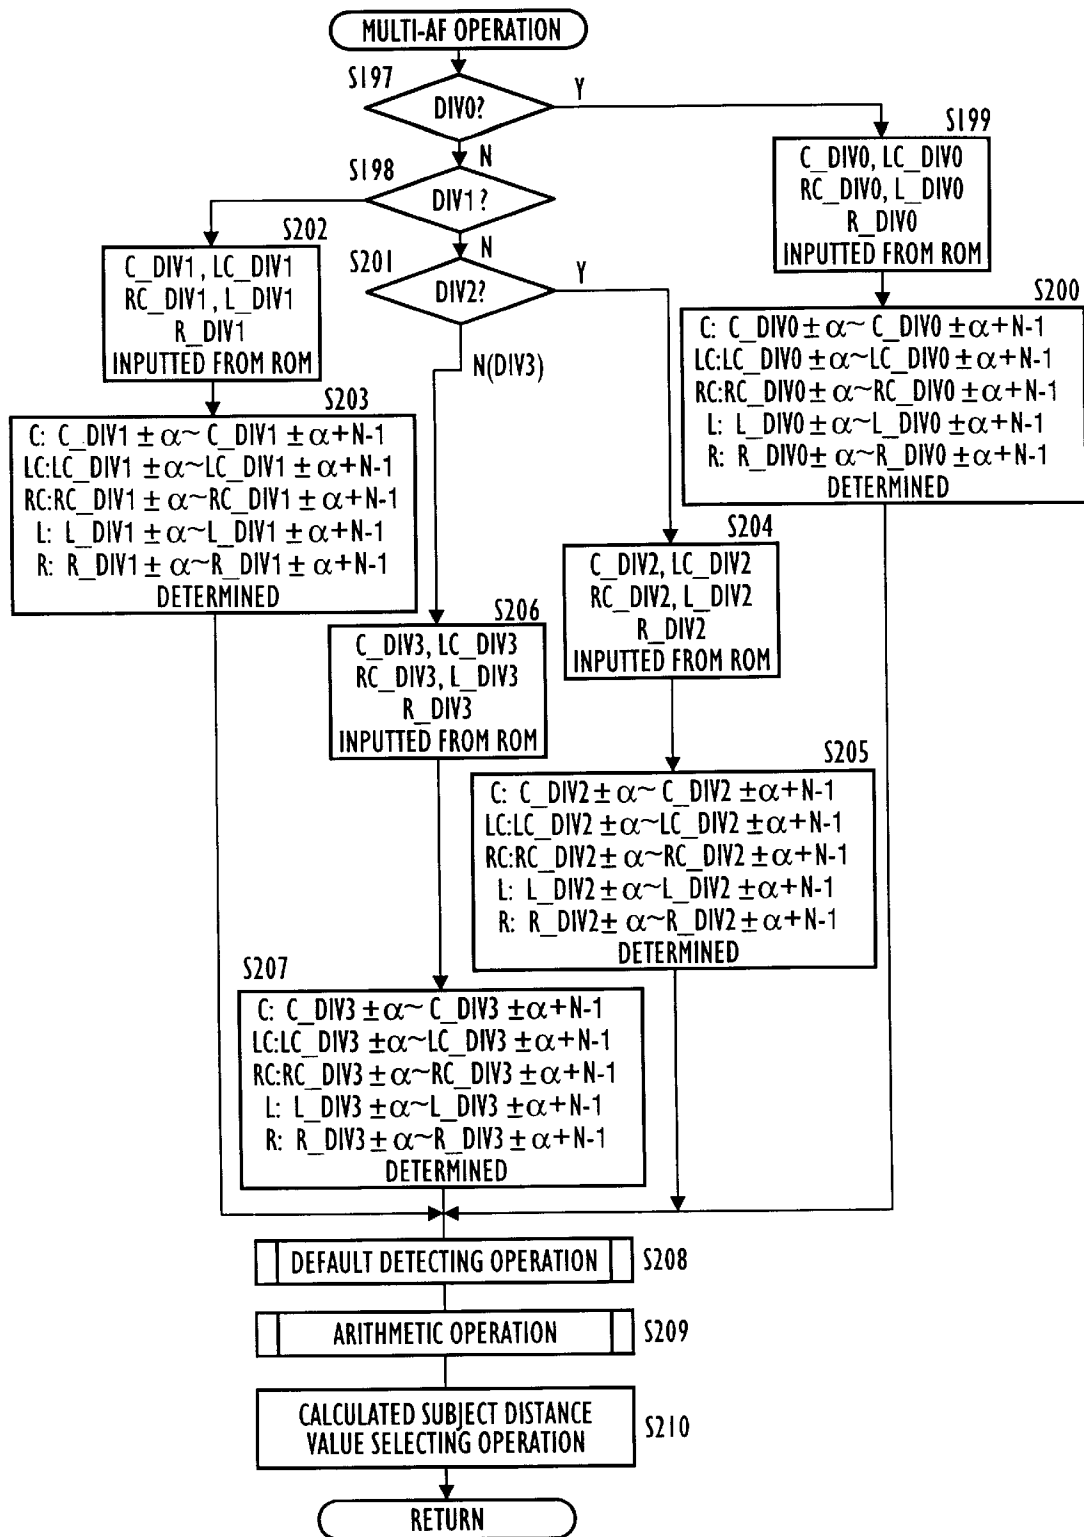 MULTI-AF OPERATION
S197
DIV0?
Y
N
S199
C_DIV0, LC_DIV0
RC_DIV0, L_DIV0
R_DIV0
INPUTTED FROM ROM
S198
DIV1?
N
S202
C_DIV1, LC_DIV1
RC_DIV1, L_DIV1
R_DIV1
INPUTTED FROM ROM
S201
DIV2?
Y
N(DIV3)
S200
C: C_DIV0±α~ C_DIV0 ±α+N-1
LC:LC_DIV0 ±α~LC_DIV0 ±α+N-1
RC:RC_DIV0±α~RC_DIV0 ±α+N-1
L: L_DIV0±α~L_DIV0 ±α+N-1
R: R_DIV0± α~R_DIV0 ±α+N-1
DETERMINED
S203
C: C_DIV1 ±α~ C_DIV1 ±α+N-1
LC:LC_DIV1 ±α~LC_DIV1 ±α+N-1
RC:RC_DIV1 ±α~RC_DIV1 ±α+N-1
L: L_DIV1 ±α~L_DIV1 ±α+N-1
R: R_DIV1± α~R_DIV1 ±α+N-1
DETERMINED
S204
C_DIV2, LC_DIV2
RC_DIV2, L_DIV2
R_DIV2
INPUTTED FROM ROM
S206
C_DIV3, LC_DIV3
RC_DIV3, L_DIV3
R_DIV3
INPUTTED FROM ROM
S205
C: C_DIV2±α~ C_DIV2 ±α+N-1
LC:LC_DIV2 ±α~LC_DIV2 ±α+N-1
RC:RC_DIV2± α~RC_DIV2 ±α+N-1
L: L_DIV2±α~L_DIV2 ±α+N-1
R: R_DIV2± α~R_DIV2 ±α+N-1
DETERMINED
S207
C: C_DIV3 ±α~ C_DIV3 ±α+N-1
LC:LC_DIV3 ±α~LC_DIV3 ±α+N-1
RC:RC_DIV3 ±α~RC_DIV3 ±α+N-1
L: L_DIV3 ±α~L_DIV3 ±α+N-1
R: R_DIV3±α~R_DIV3 ±α+N-1
DETERMINED
DEFAULT DETECTING OPERATION
S208
ARITHMETIC OPERATION
S209
CALCULATED SUBJECT DISTANCE
VALUE SELECTING OPERATION
S210
RETURN